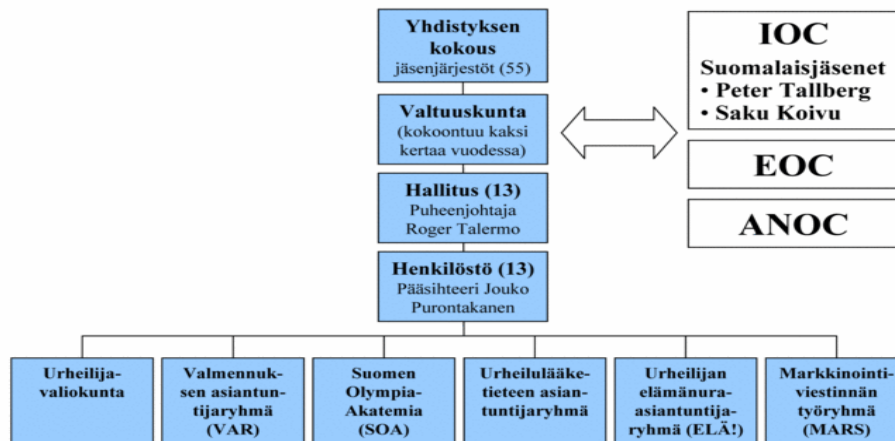 Yhdistyksen
kokous
jäsenjärjestöt (55)
Valtuuskunta
(kokoontuu kaksi
kertaa vuodessa)
Hallitus (13)
Puheenjohtaja
Roger Talermo
Henkilöstö (13)
Pääsihteeri Jouko
Purontakanen
IOC
Suomalaisjäsenet
• Peter Tallberg
• Saku Koivu
EOC
ANOC
Urheilija-
valiokunta
Valmennuk-
sen asiantun-
tijaryhmä
(VAR)
Suomen
Olympia-
Akatemia
(SOA)
Urheilulääke-
tieteen asian-
tuntijaryhmä
Urheilijan
elämänura-
asiantuntija-
ryhmä (ELÄ!)
Markkinointi-
viestinnän
työryhmä
(MARS)